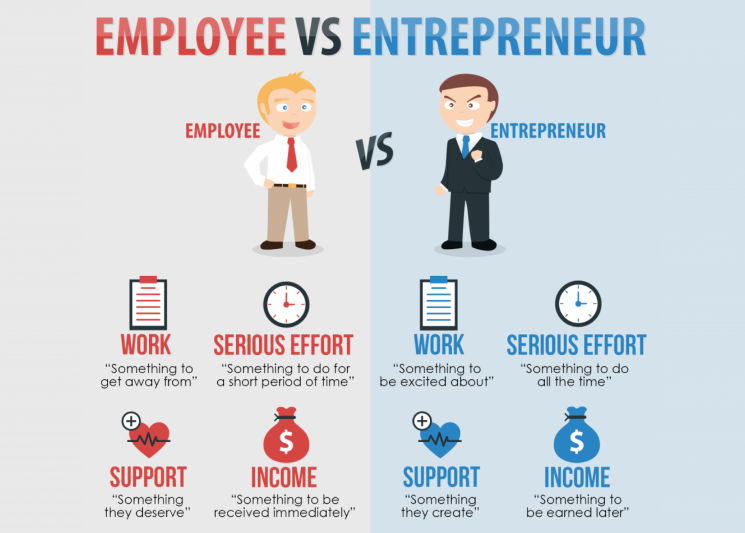 EMPLOYEE VS ENTREPRENEUR
EMPLOYEE
VS
ENTREPRENEUR
WORK
“Something to
get away from”
SERIOUS EFFORT
“Something to do for
a short period of time”
SUPPORT
“Something
they deserve”
$
INCOME
“Something to be
received immediately”
WORK
“Something to
be excited about”
SERIOUS EFFORT
“Something to do
all the time”
SUPPORT
“Something
they create”
$
INCOME
“Something to
be earned later”